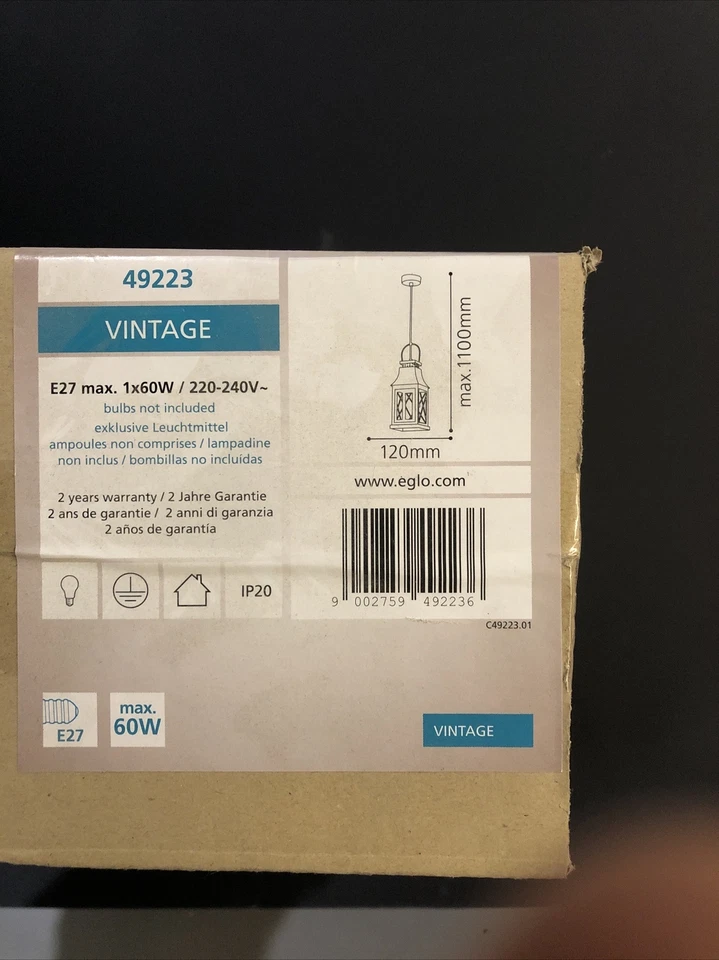 49223
VINTAGE
E27 max. 1x60W / 220-240V~
bulbs not included
exklusive Leuchtmittel
ampoules non comprises / lampadine
non inclus / bombillas no incluidas
2 years warranty / 2 Jahre Garantie
2 ans de garantie / 2 anni di garanzia
2 años de garantía
IP20
max.1100mm
120mm
www.eglo.com
9 002759 492236
C49223.01
E27
max.
60W
VINTAGE